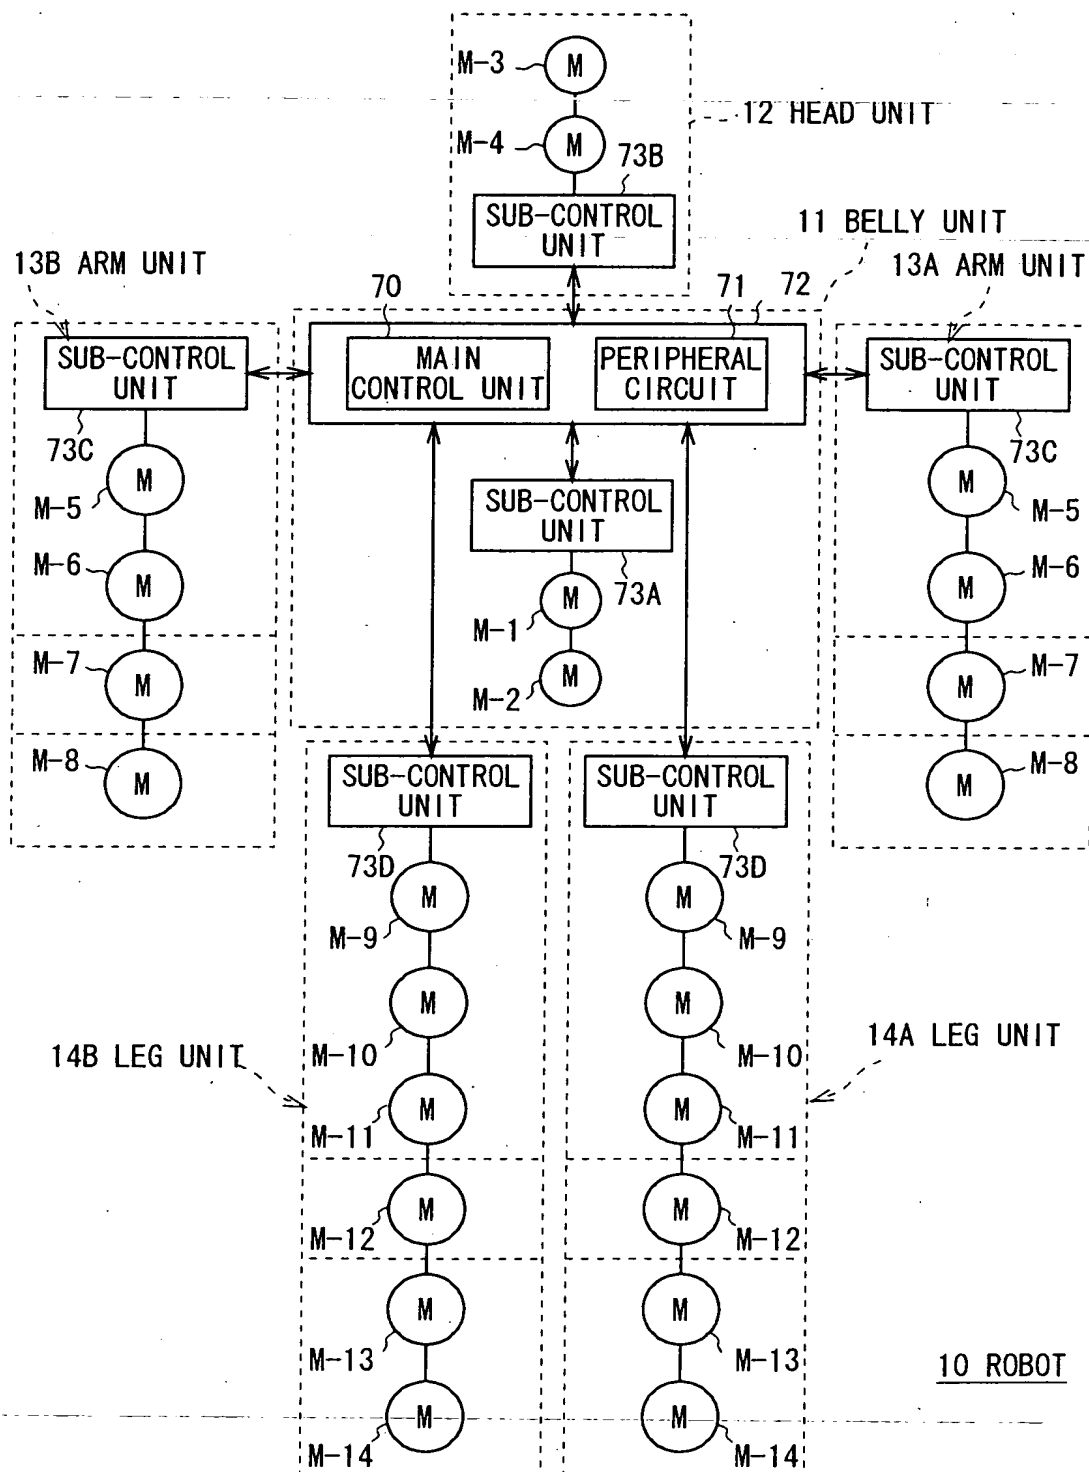 M-3
M
M-4
M
12 HEAD UNIT
73B
SUB-CONTROL
UNIT
11 BELLY UNIT
13B ARM UNIT
13A ARM UNIT
70
71
72
SUB-CONTROL
UNIT
MAIN
CONTROL UNIT
PERIPHERAL
CIRCUIT
SUB-CONTROL
UNIT
73C
73C
M
M-5
SUB-CONTROL
UNIT
M
M-5
M
M-6
73A
M
M-6
M
M-1
M
M-2
M
M-7
M
M-7
M
M-8
M
M-8
SUB-CONTROL
UNIT
SUB-CONTROL
UNIT
73D
73D
M
M-9
M
M-9
M
M-10
M
M-10
14B LEG UNIT
14A LEG UNIT
M
M-11
M
M-11
M
M-12
M
M-12
M
M-13
M
M-13
10 ROBOT
M
M-14
M
M-14